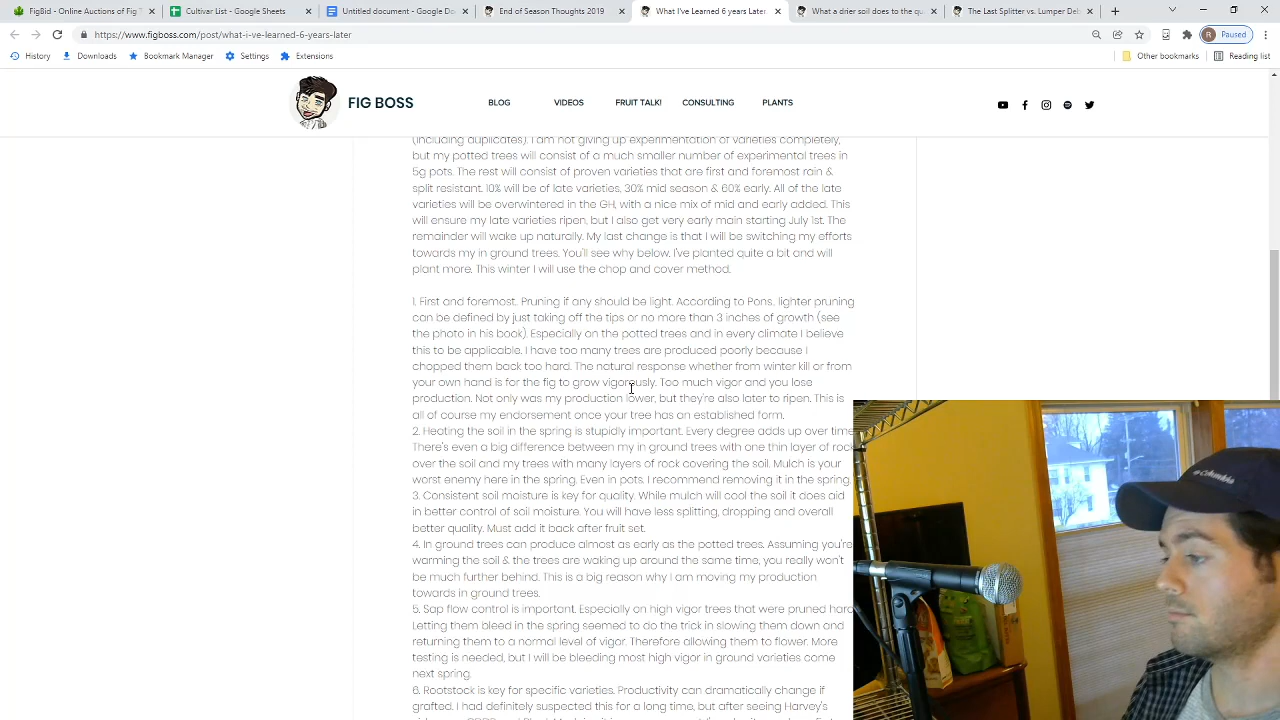 FigBid - Online Auctions of Fig
Cultivar List - Google Sheets
Untitled document - Google Do
End of Season Thoughts 2019
What I've Learned 6 years Later
What a drier soil does to the qu
The Last Splitter vs. Lumper Deb
https://www.figboss.com/post/what-i-ve-learned-6-years-later
R Paused
History Downloads Bookmark Manager Settings Extensions Other bookmarks Reading list
FIG BOSS BLOG VIDEOS FRUIT TALK! CONSULTING PLANTS
(including duplicates). I am not giving up experimentation of varieties completely,
but my potted trees will consist of a much smaller number of experimental trees in
5g pots. The rest will consist of proven varieties that are first and foremost rain &
split resistant. 10% will be of late varieties, 30% mid season & 60% early. All of the late
varieties will be overwintered in the GH, with a nice mix of mid and early added. This
will ensure my late varieties ripen, but I also get very early main starting July 1st. The
remainder will wake up naturally. My last change is that I will be switching my efforts
towards my in ground trees. You'll see why below. I've planted quite a bit and will
plant more. This winter I will use the chop and cover method.
1. First and foremost. Pruning if any should be light. According to Pons, lighter pruning
can be defined by just taking off the tips or no more than 3 inches of growth (see
the photo in his book). Especially on the potted trees and in every climate I believe
this to be applicable. I have too many trees are produced poorly because I
chopped them back too hard. The natural response whether from winter kill or from
your own hand is for the fig to grow vigorously. Too much vigor and you lose
production. Not only was my production lower, but they're also later to ripen. This is
all of course my endorsement once your tree has an established form.
2. Heating the soil in the spring is stupidly important. Every degree adds up over time.
There's even a big difference between my in ground trees with one thin layer of rock
over the soil and my trees with many layers of rock covering the soil. Mulch is your
worst enemy here in the spring. Even in pots. I recommend removing it in the spring.
3. Consistent soil moisture is key for quality. While mulch will cool the soil it does aid
in better control of soil moisture. You will have less splitting, dropping and overall
better quality. Must add it back after fruit set.
4. In ground trees can produce almost as early as the potted trees. Assuming you're
warming the soil & the trees are waking up around the same time, you really won't
be much further behind. This is a big reason why I am moving my production
towards in ground trees.
5. Sap flow control is important. Especially on high vigor trees that were pruned hard
Letting them bleed in the spring seemed to do the trick in slowing them down and
returning them to a normal level of vigor. Therefore allowing them to flower. More
testing is needed, but I will be bleeding most high vigor in ground varieties come
next spring.
6. Rootstock is key for specific varieties. Productivity can dramatically change if
grafted. I had definitely suspected this for a long time, but after seeing Harvey's
Columbia